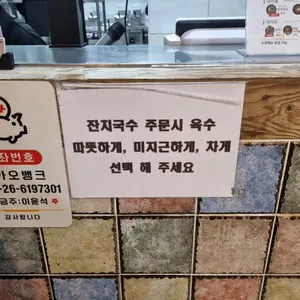 잔치국수 주문시 육수
따뜻하게, 미지근하게, 차게
선택 해 주세요
좌번호
카오뱅크
-26-6197301
금주: 이윤석
감사합니다